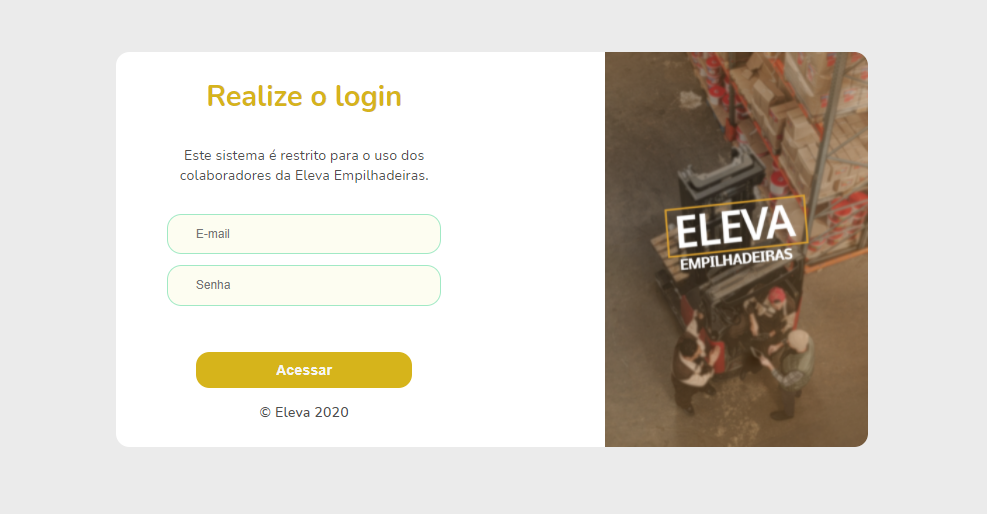 Realize o login
Este sistema é restrito para o uso dos
colaboradores da Eleva Empilhadeiras.
E-mail
Senha
Acessar
© Eleva 2020
ELEVA
EMPILHADEIRAS